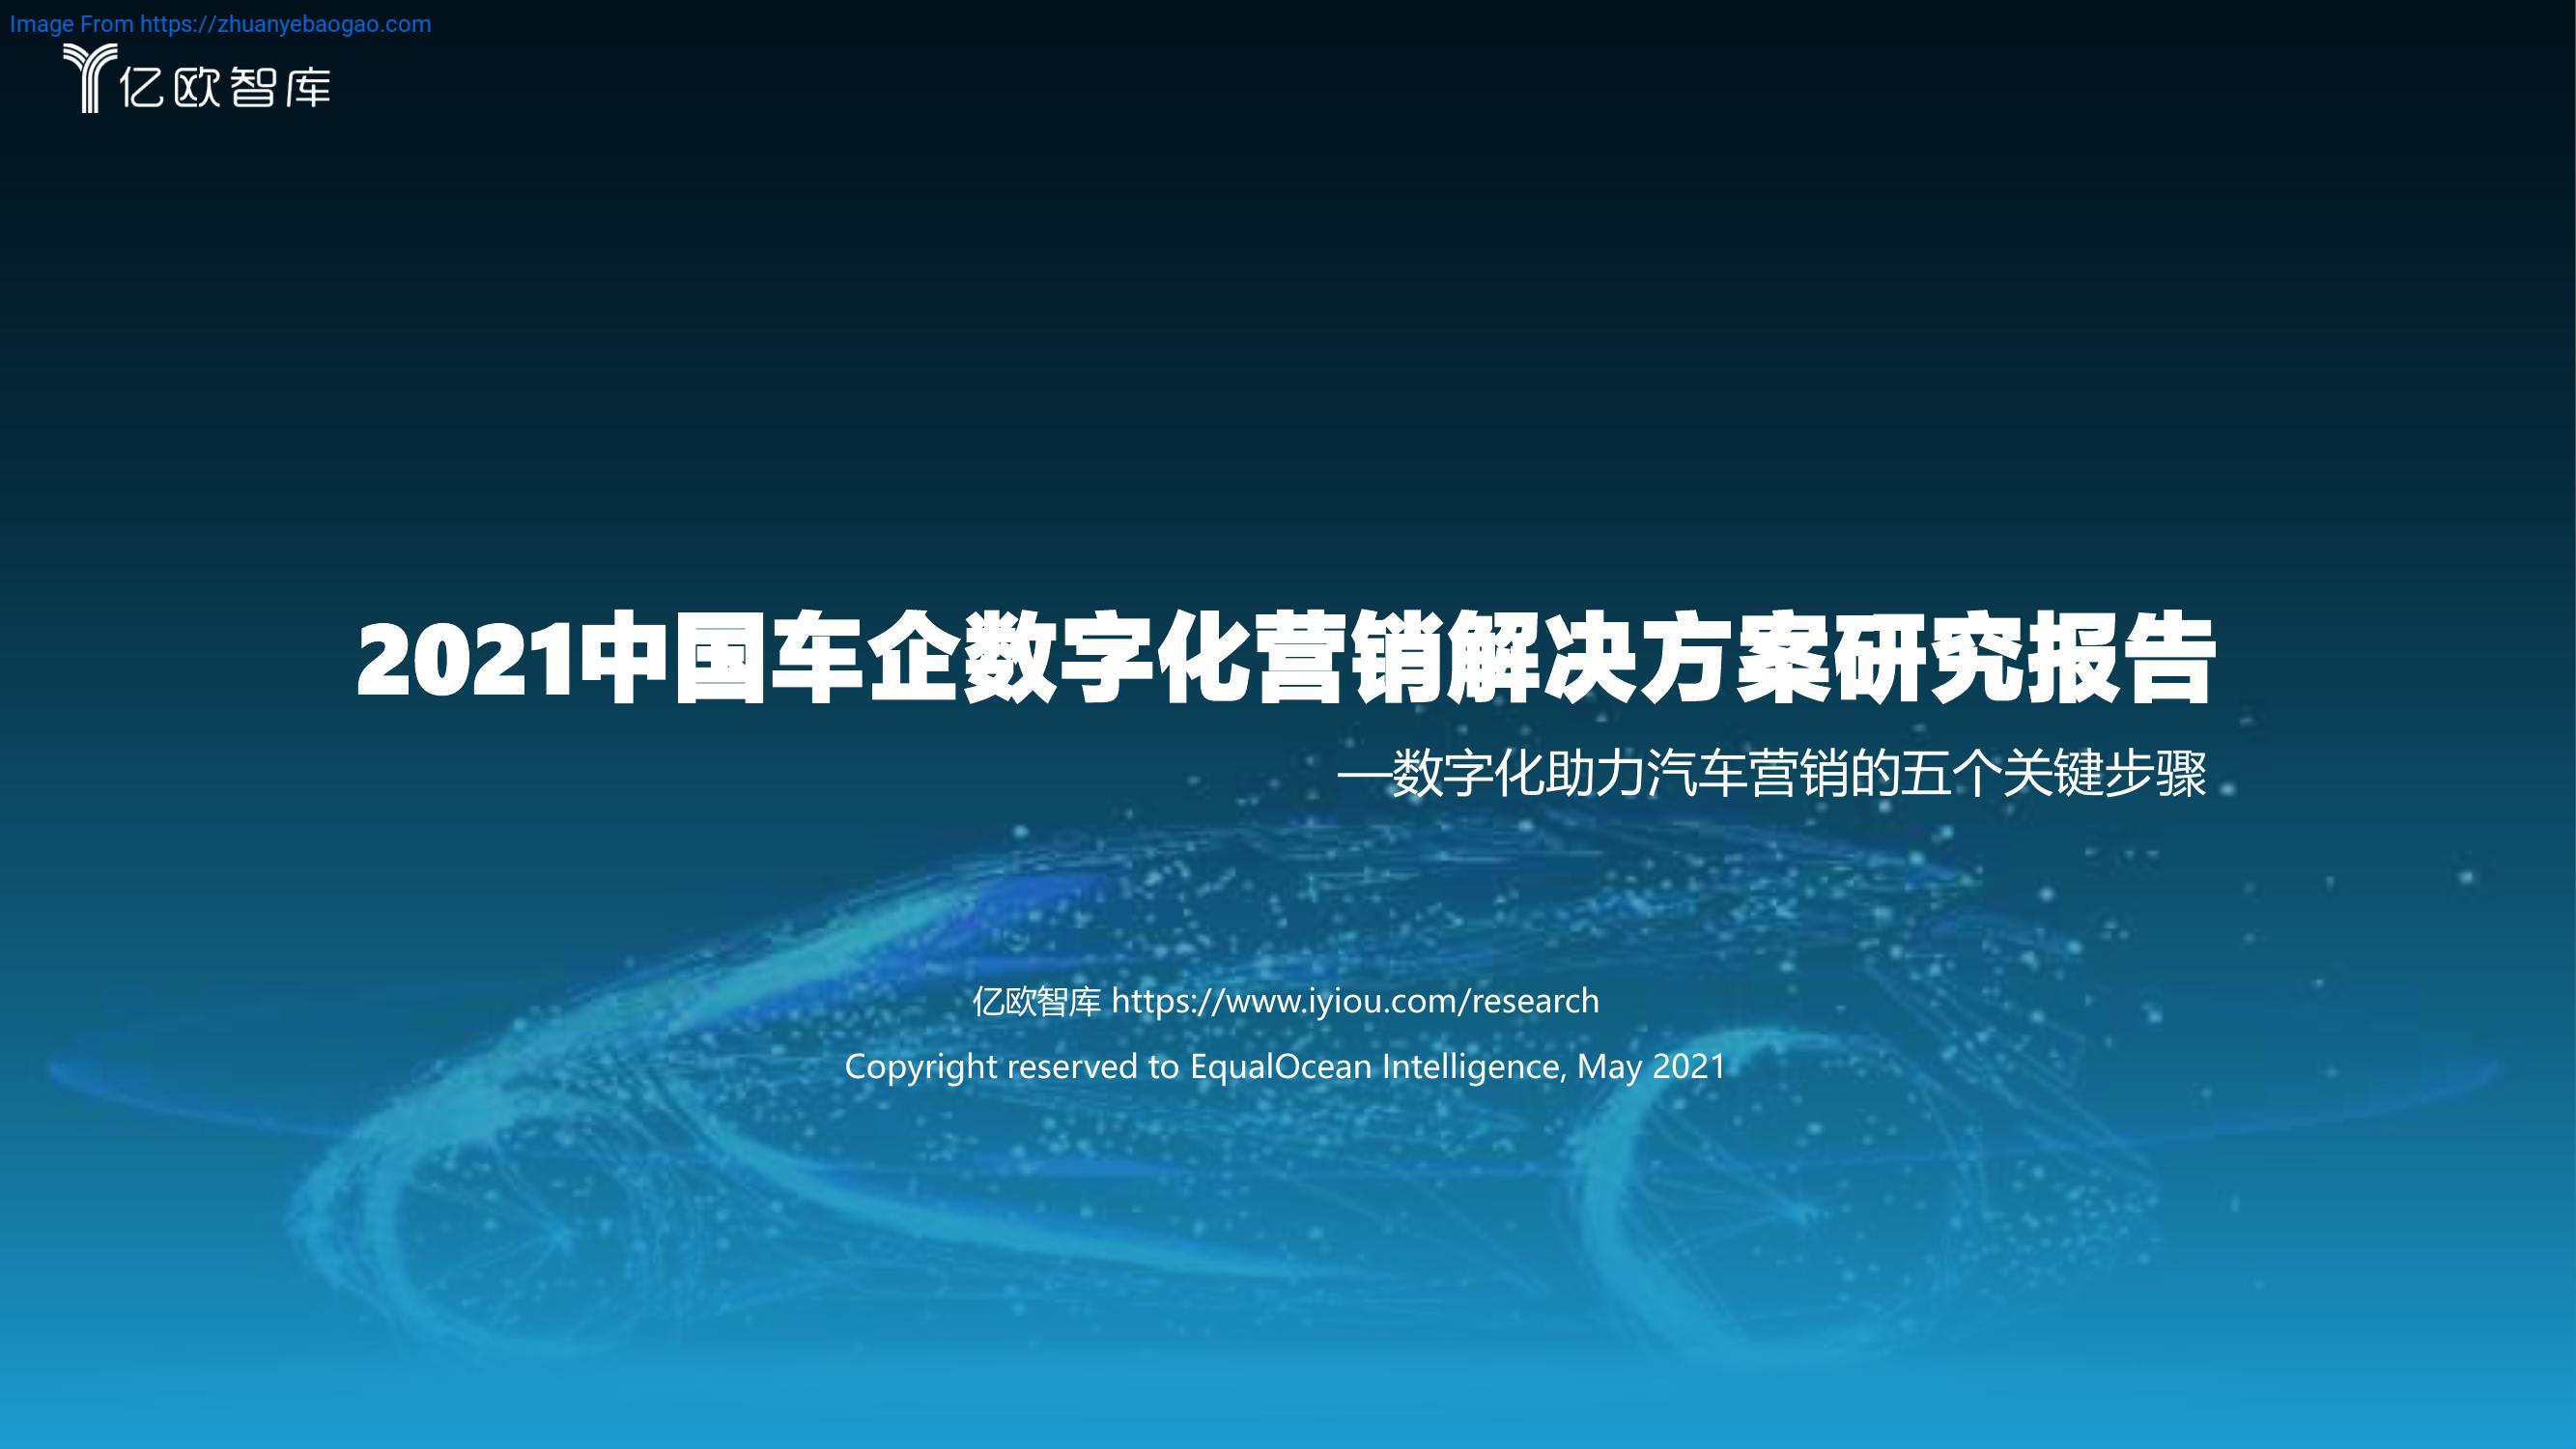 Image From https://zhuanyebaogao.com
亿欧智库
2021中国车企数字化营销解决方案研究报告
—数字化助力汽车营销的五个关键步骤
亿欧智库 https://www.iyiou.com/research
Copyright reserved to EqualOcean Intelligence, May 2021